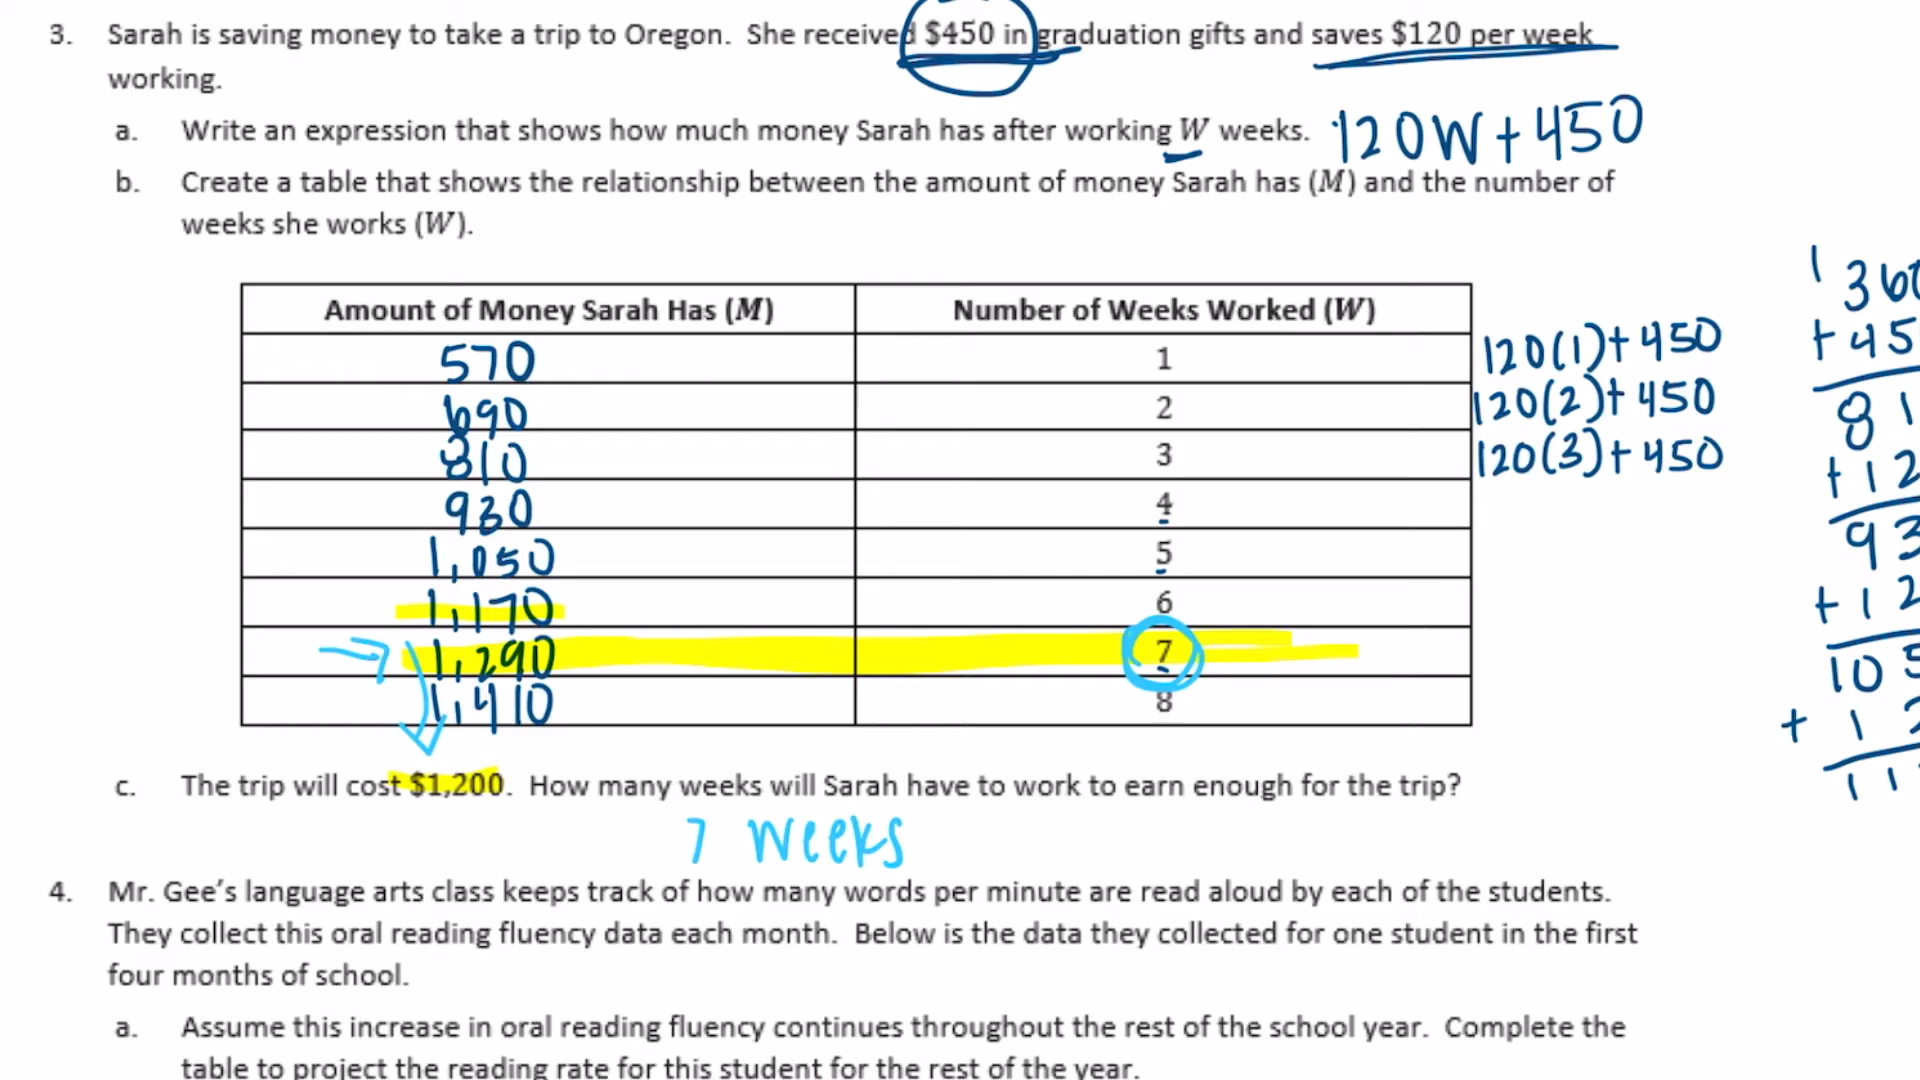 3. Sarah is saving money to take a trip to Oregon. She received $450 in graduation gifts and saves $120 per week
working.
a. Write an expression that shows how much money Sarah has after working W weeks. 120W + 450
b. Create a table that shows the relationship between the amount of money Sarah has (M) and the number of
weeks she works (W).
Amount of Money Sarah Has (M) Number of Weeks Worked (W)
570 1 120(1)+450
690 2 120(2)+450
810 3 120(3)+450
930 4
1,050 5
1,170 6
1,290 7
1,410 8
1
36
+45
81
+12
93
+12
105
+1
11
c. The trip will cost $1,200. How many weeks will Sarah have to work to earn enough for the trip?
7 weeks
4. Mr. Gee's language arts class keeps track of how many words per minute are read aloud by each of the students.
They collect this oral reading fluency data each month. Below is the data they collected for one student in the first
four months of school.
a. Assume this increase in oral reading fluency continues throughout the rest of the school year. Complete the
table to project the reading rate for this student for the rest of the year.